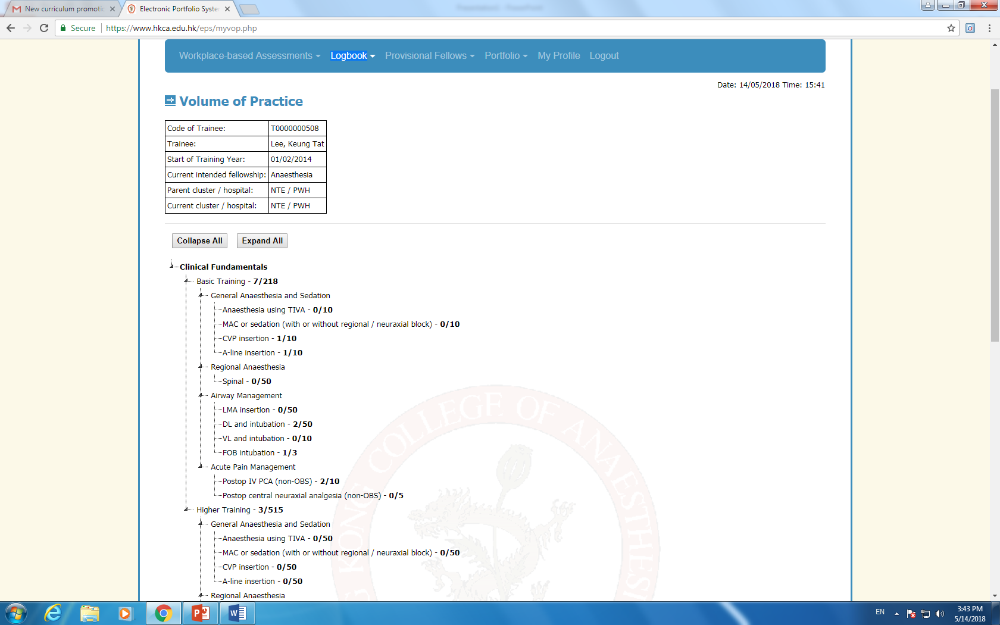 New curriculum promotic
Electronic Portfolio Syste
Secure
https://www.hkca.edu.hk/eps/myvop.php
Workplace-based Assessments Logbook Provisional Fellows Portfolio My Profile Logout
Date: 14/05/2018 Time: 15:41
Volume of Practice
Code of Trainee: T0000000508
Trainee: Lee, Keung Tat
Start of Training Year: 01/02/2014
Current intended fellowship: Anaesthesia
Parent cluster / hospital: NTE / PWH
Current cluster / hospital: NTE / PWH
Collapse All Expand All
Clinical Fundamentals
Basic Training - 7/218
General Anaesthesia and Sedation
Anaesthesia using TIVA - 0/10
MAC or sedation (with or without regional / neuraxial block) - 0/10
CVP insertion - 1/10
A-line insertion - 1/10
Regional Anaesthesia
Spinal - 0/50
Airway Management
LMA insertion - 0/50
DL and intubation - 2/50
VL and intubation - 0/10
FOB intubation - 1/3
Acute Pain Management
Postop IV PCA (non-OBS) - 2/10
Postop central neuraxial analgesia (non-OBS) - 0/5
Higher Training - 3/515
General Anaesthesia and Sedation
Anaesthesia using TIVA - 0/50
MAC or sedation (with or without regional / neuraxial block) - 0/50
CVP insertion - 0/50
A-line insertion - 0/50
Regional Anaesthesia
KONG COLLEGE OF ANAESTHESI
EN
3:43 PM
5/14/2018